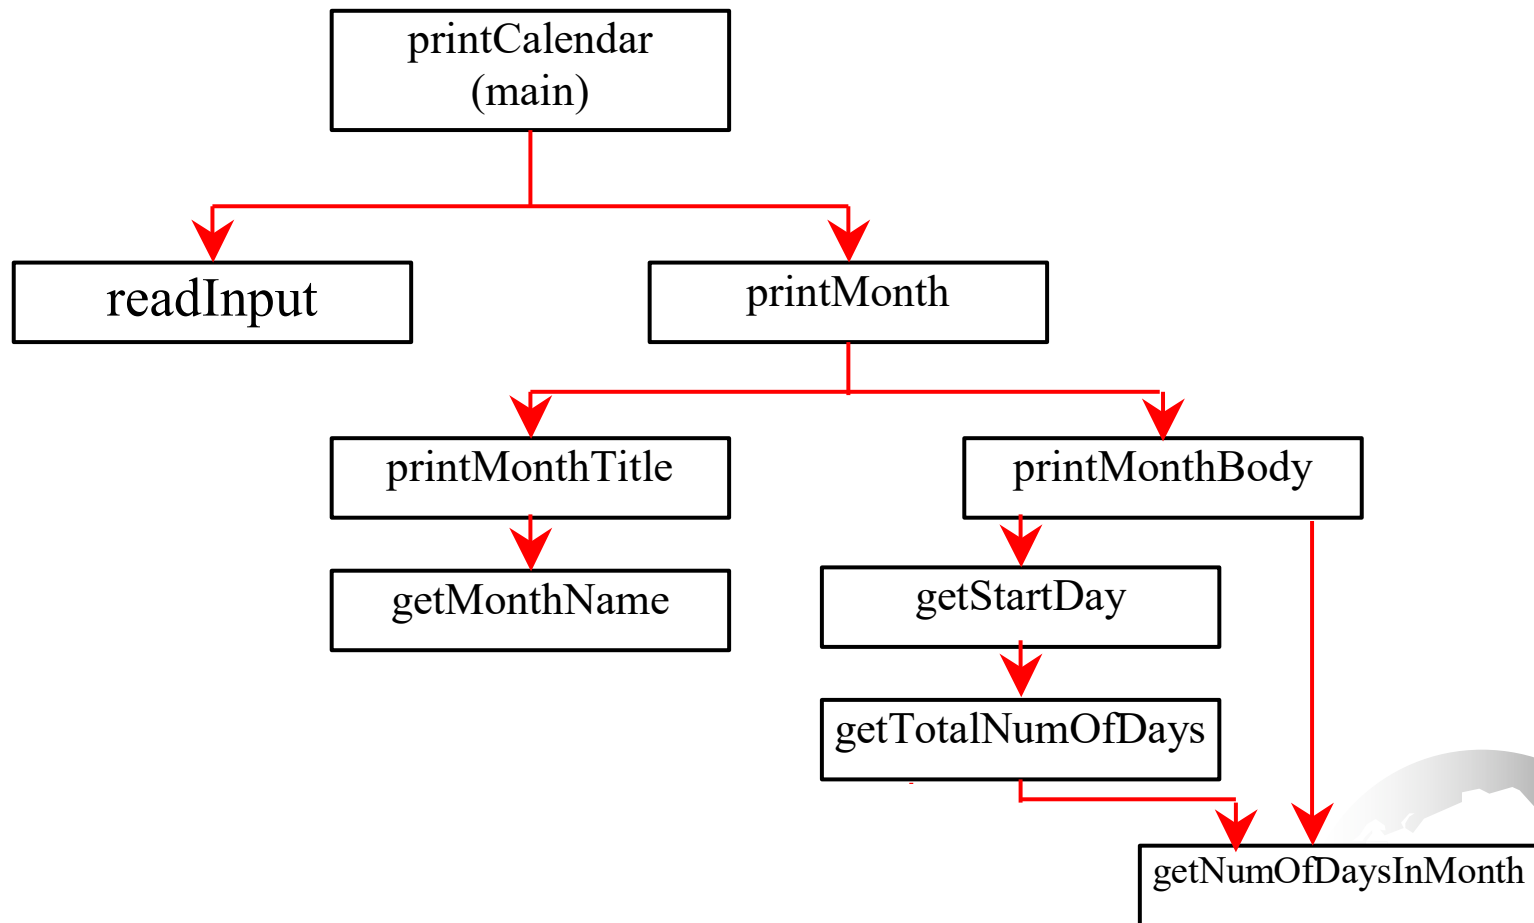 printCalendar
(main)
readInput
printMonth
printMonthTitle
printMonthBody
getMonthName
getStartDay
getTotalNumOfDays
getNumOfDaysInMonth